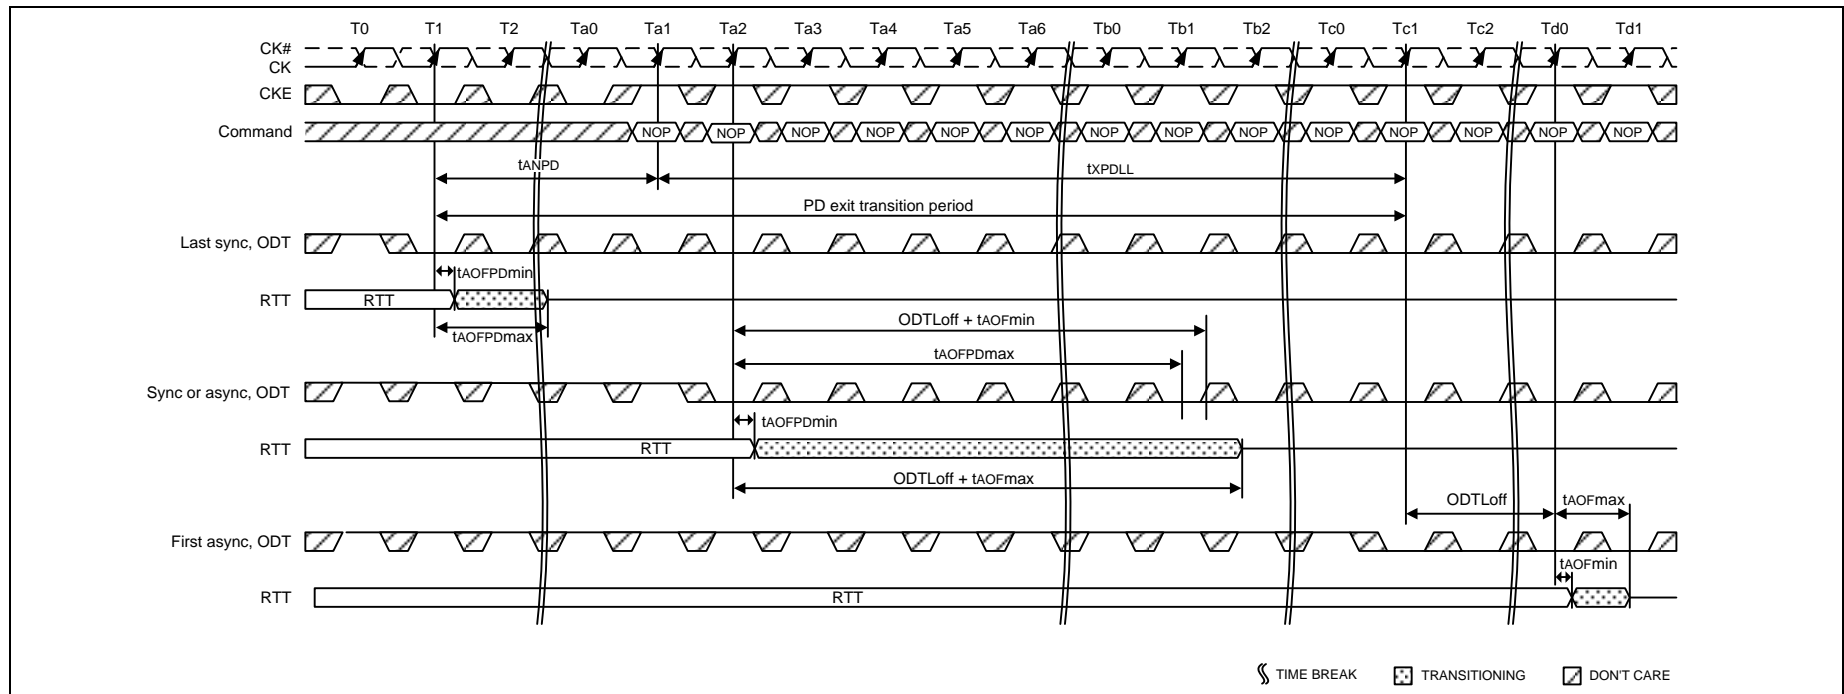 T0 T1 T2 Ta0 Ta1 Ta2 Ta3 Ta4 Ta5 Ta6 Tb0 Tb1 Tb2 Tc0 Tc1 Tc2 Td0 Td1
CK#
CK
CKE
Command NOP NOP NOP NOP NOP NOP NOP NOP NOP NOP NOP NOP NOP NOP
tANPD tXPDLL
PD exit transition period
Last sync, ODT
tAOFPDmin
RTT RTT
tAOFPDmax
ODTLoff + tAOFmin
tAOFPDmax
Sync or async, ODT
tAOFPDmin
RTT RTT
ODTLoff + tAOFmax
ODTLoff tAOFmax
First async, ODT
tAOFmin
RTT RTT
TIME BREAK TRANSITIONING DON'T CARE